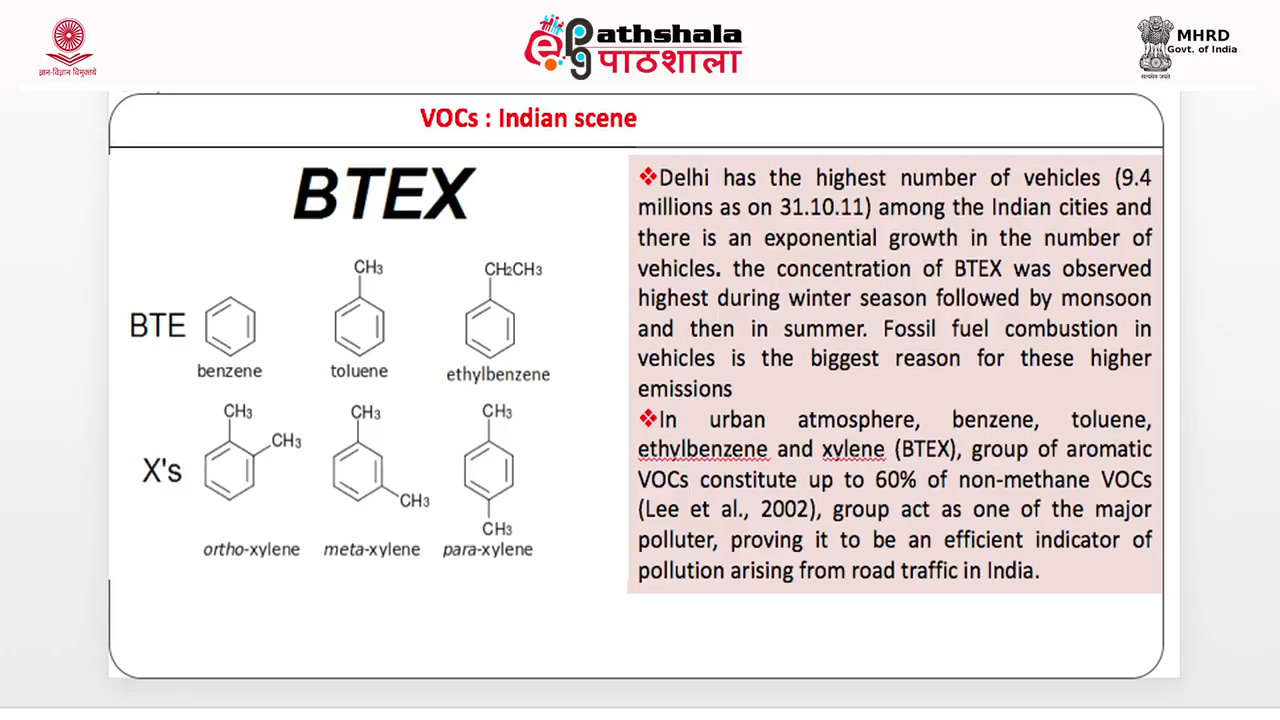 ज्ञान-विज्ञान विमुक्तये
epg
athshala
पाठशाला
MHRD
Govt. of India
सत्यमेव जयते
VOCs : Indian scene
BTEX
CH3
CH2CH3
BTE
benzene
toluene
ethylbenzene
CH3
CH3
CH3
CH3
CH3
X's
CH3
ortho-xylene
meta-xylene
para-xylene
❖Delhi has the highest number of vehicles (9.4
millions as on 31.10.11) among the Indian cities and
there is an exponential growth in the number of
vehicles. the concentration of BTEX was observed
highest during winter season followed by monsoon
and then in summer. Fossil fuel combustion in
vehicles is the biggest reason for these higher
emissions
❖In urban atmosphere, benzene, toluene,
ethylbenzene and xylene (BTEX), group of aromatic
VOCs constitute up to 60% of non-methane VOCs
(Lee et al., 2002), group act as one of the major
polluter, proving it to be an efficient indicator of
pollution arising from road traffic in India.